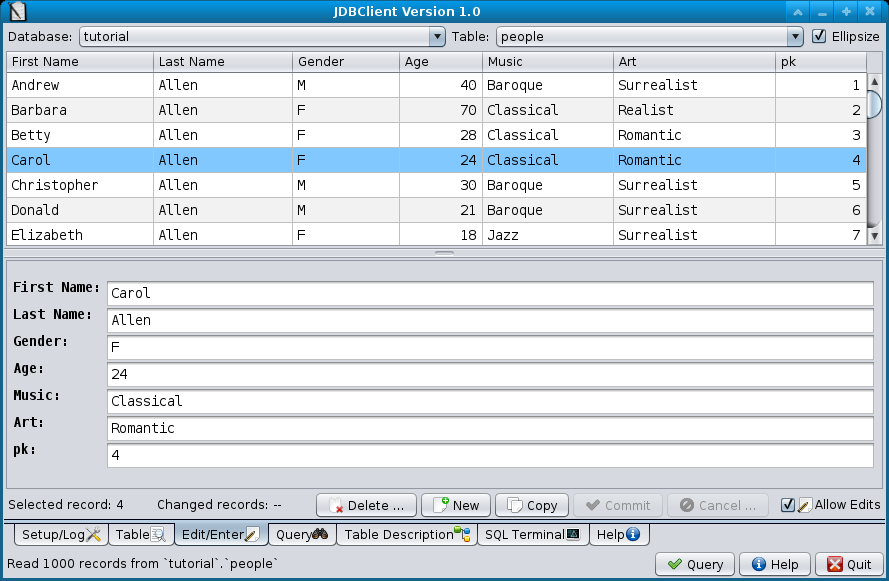 JDBClient Version 1.0
Database: tutorial Table: people Ellipsize
First Name Last Name Gender Age Music Art pk
Andrew Allen M 40 Baroque Surrealist 1
Barbara Allen F 70 Classical Realist 2
Betty Allen F 28 Classical Romantic 3
Carol Allen F 24 Classical Romantic 4
Christopher Allen M 30 Baroque Surrealist 5
Donald Allen M 21 Baroque Surrealist 6
Elizabeth Allen F 18 Jazz Surrealist 7
First Name: Carol
Last Name: Allen
Gender: F
Age: 24
Music: Classical
Art: Romantic
pk: 4
Selected record: 4 Changed records: -- Delete ... New Copy Commit Cancel ... Allow Edits
Setup/Log Table Edit/Enter Query Table Description SQL Terminal Help
Read 1000 records from `tutorial`.`people` Query Help Quit